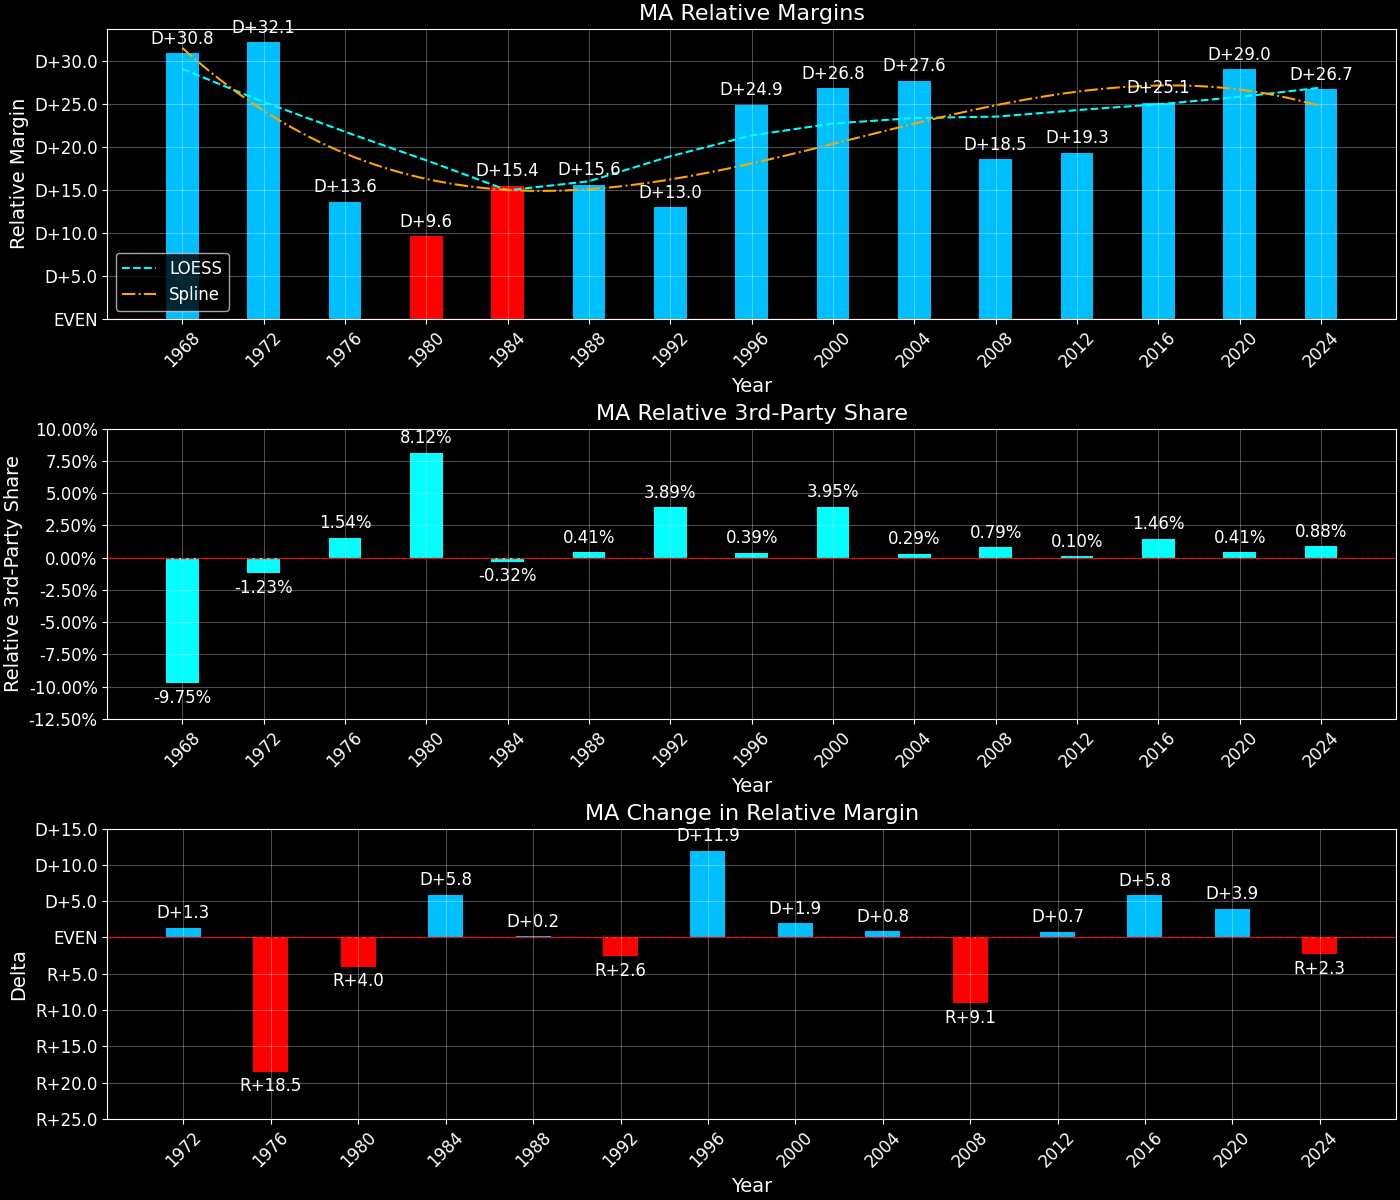 MA Relative Margins
Relative Margin
D+30.0
D+25.0
D+20.0
D+15.0
D+10.0
D+5.0
EVEN
D+30.8
D+32.1
D+13.6
D+9.6
D+15.4
D+15.6
D+13.0
D+24.9
D+26.8
D+27.6
D+18.5
D+19.3
D+25.1
D+29.0
D+26.7
LOESS
Spline
1968
1972
1976
1980
1984
1988
1992
1996
2000
2004
2008
2012
2016
2020
2024
Year
MA Relative 3rd-Party Share
Relative 3rd-Party Share
10.00%
7.50%
5.00%
2.50%
0.00%
-2.50%
-5.00%
-7.50%
-10.00%
-12.50%
-9.75%
-1.23%
1.54%
8.12%
-0.32%
0.41%
3.89%
0.39%
3.95%
0.29%
0.79%
0.10%
1.46%
0.41%
0.88%
1968
1972
1976
1980
1984
1988
1992
1996
2000
2004
2008
2012
2016
2020
2024
Year
MA Change in Relative Margin
Delta
D+15.0
D+10.0
D+5.0
EVEN
R+5.0
R+10.0
R+15.0
R+20.0
R+25.0
D+1.3
R+18.5
R+4.0
D+5.8
D+0.2
R+2.6
D+11.9
D+1.9
D+0.8
R+9.1
D+0.7
D+5.8
D+3.9
R+2.3
1972
1976
1980
1984
1988
1992
1996
2000
2004
2008
2012
2016
2020
2024
Year